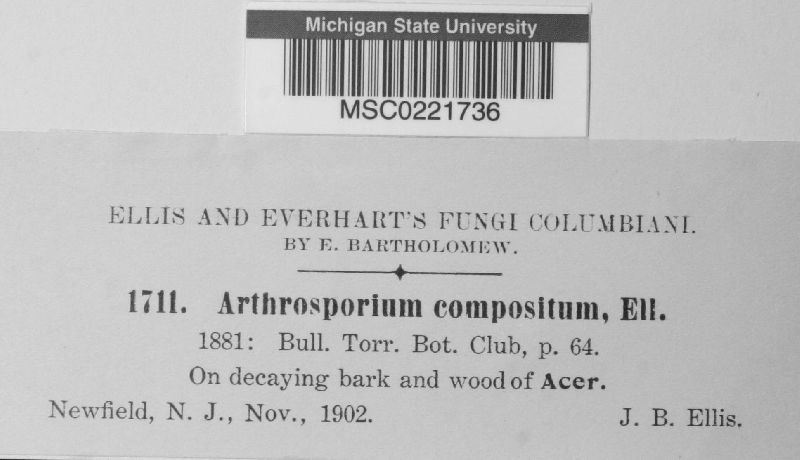 Michigan State University
MSC0221736
ELLIS AND EVERHART'S FUNGI COLUMBIANI.
BY E. BARTHOLOMEW.
1711. Arthrosporium compositum, Ell.
1881: Bull. Torr. Bot. Club, p. 64.
On decaying bark and wood of Acer.
Newfield, N. J., Nov., 1902. J. B. Ellis.